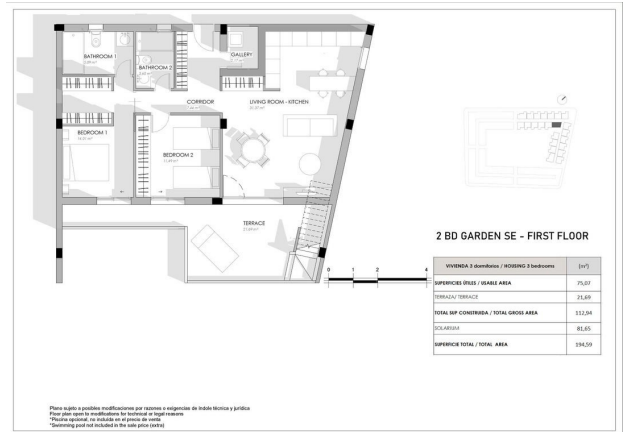 BATHROOM 1
BATHROOM 2
GALLERY
CORRIDOR
LIVING ROOM - KITCHEN
BEDROOM 1
BEDROOM 2
TERRACE
0 1 2 4
2 BD GARDEN SE - FIRST FLOOR
VIVIENDA 3 dormitorios / HOUSING 3 bedrooms (m²)
SUPERFICIES ÚTILES / USABLE AREA 75,07
TERRAZA/ TERRACE 21,69
TOTAL SUP CONSTRUIDA / TOTAL GROSS AREA 112,94
SOLARIUM 81,65
SUPERFICIE TOTAL / TOTAL AREA 194,59
Plano sujeto a posibles modificaciones por razones o exigencias de índole técnica y jurídica
Floor plan open to modifications for technical or legal reasons
*Piscina opcional, no incluida en el precio de venta
*Swimming pool not included in the sale price (extra)